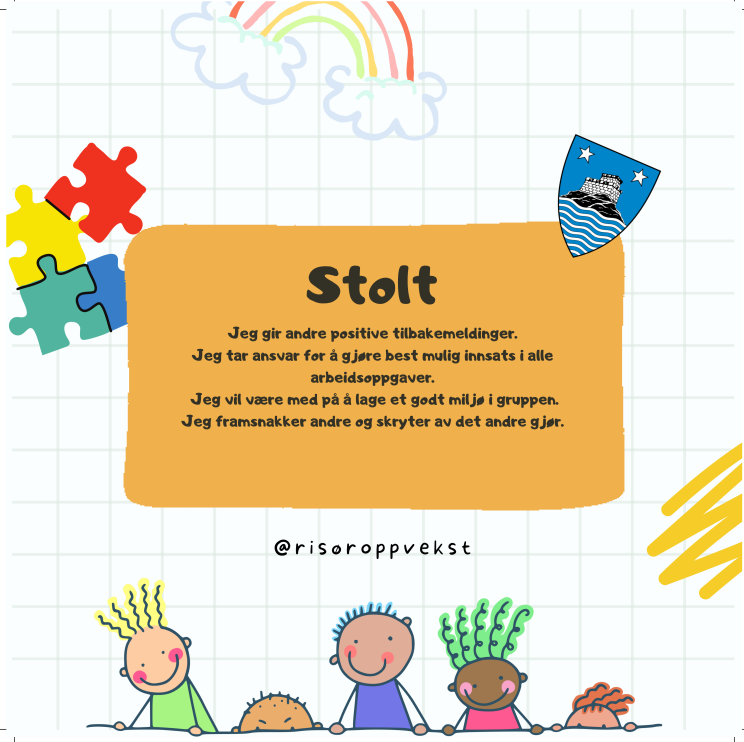 Stolt
Jeg gir andre positive tilbakemeldinger.
Jeg tar ansvar for å gjøre best mulig innsats i alle
arbeidsoppgaver.
Jeg vil være med på å lage et godt miljø i gruppen.
Jeg framsnakker andre og skryter av det andre gjør.
@risøroppvekst